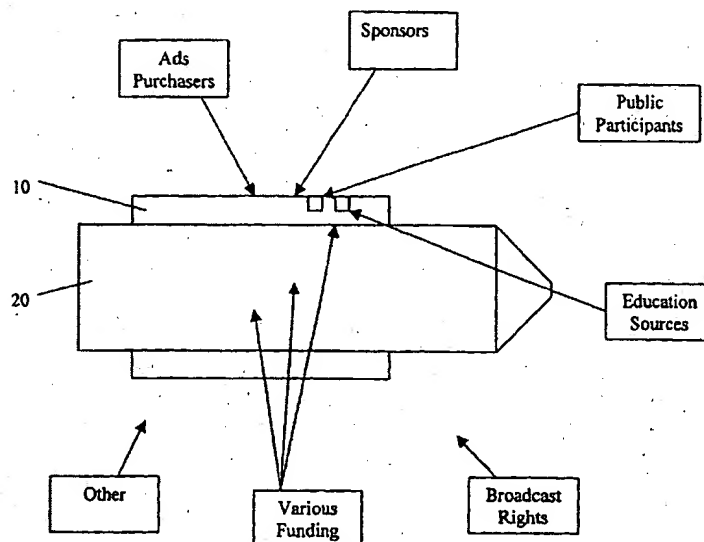 Sponsors
Ads
Purchasers
Public
Participants
10
20
Education
Sources
Other
Various
Funding
Broadcast
Rights